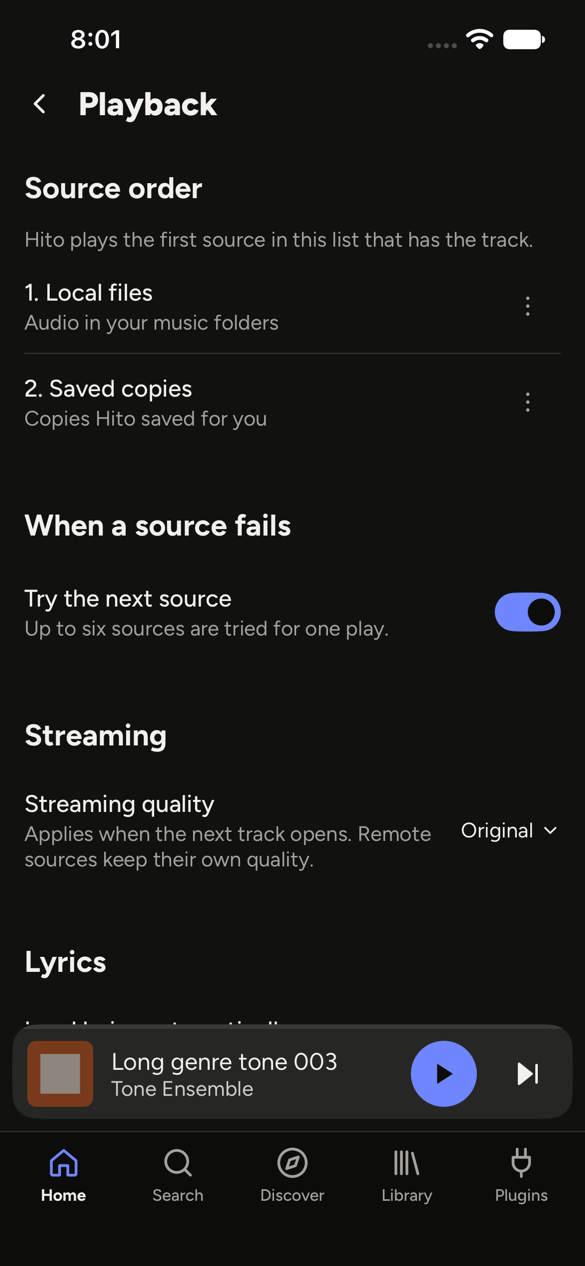 8:01
Playback
Source order
Hito plays the first source in this list that has the track.
1. Local files
Audio in your music folders
2. Saved copies
Copies Hito saved for you
When a source fails
Try the next source
Up to six sources are tried for one play.
Streaming
Streaming quality
Applies when the next track opens. Remote
sources keep their own quality.
Original
Lyrics
Long genre tone 003
Tone Ensemble
Home
Search
Discover
Library
Plugins